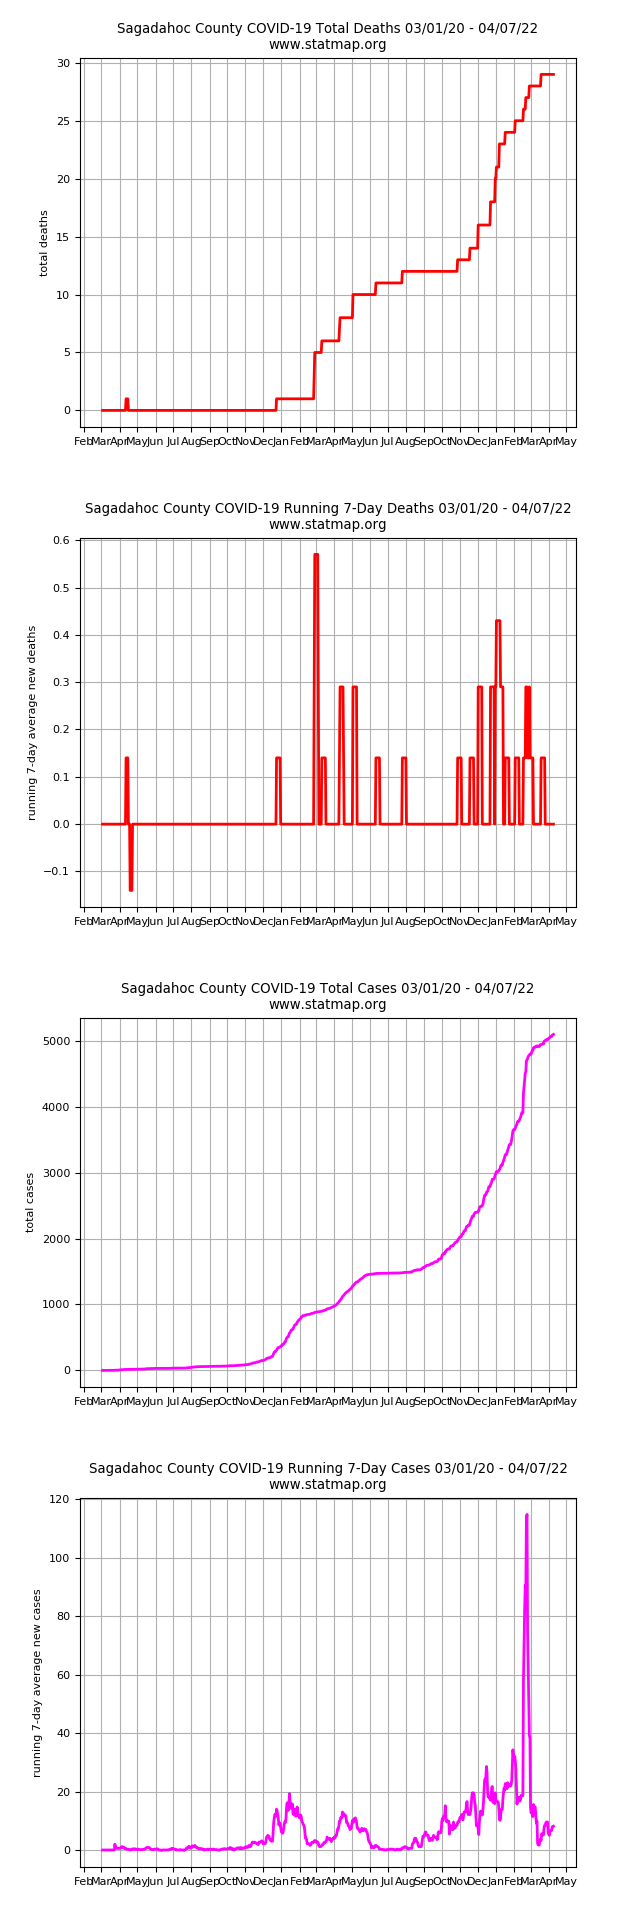 Sagadahoc County COVID-19 Total Deaths 03/01/20 - 04/07/22
www.statmap.org
30
25
20
15
10
5
0
total deaths
Feb Mar Apr May Jun Jul Aug Sep Oct Nov Dec Jan Feb Mar Apr May Jun Jul Aug Sep Oct Nov Dec Jan Feb Mar Apr May
Sagadahoc County COVID-19 Running 7-Day Deaths 03/01/20 - 04/07/22
www.statmap.org
0.6
0.5
0.4
0.3
0.2
0.1
0.0
−0.1
running 7-day average new deaths
Feb Mar Apr May Jun Jul Aug Sep Oct Nov Dec Jan Feb Mar Apr May Jun Jul Aug Sep Oct Nov Dec Jan Feb Mar Apr May
Sagadahoc County COVID-19 Total Cases 03/01/20 - 04/07/22
www.statmap.org
5000
4000
3000
2000
1000
0
total cases
Feb Mar Apr May Jun Jul Aug Sep Oct Nov Dec Jan Feb Mar Apr May Jun Jul Aug Sep Oct Nov Dec Jan Feb Mar Apr May
Sagadahoc County COVID-19 Running 7-Day Cases 03/01/20 - 04/07/22
www.statmap.org
120
100
80
60
40
20
0
running 7-day average new cases
Feb Mar Apr May Jun Jul Aug Sep Oct Nov Dec Jan Feb Mar Apr May Jun Jul Aug Sep Oct Nov Dec Jan Feb Mar Apr May